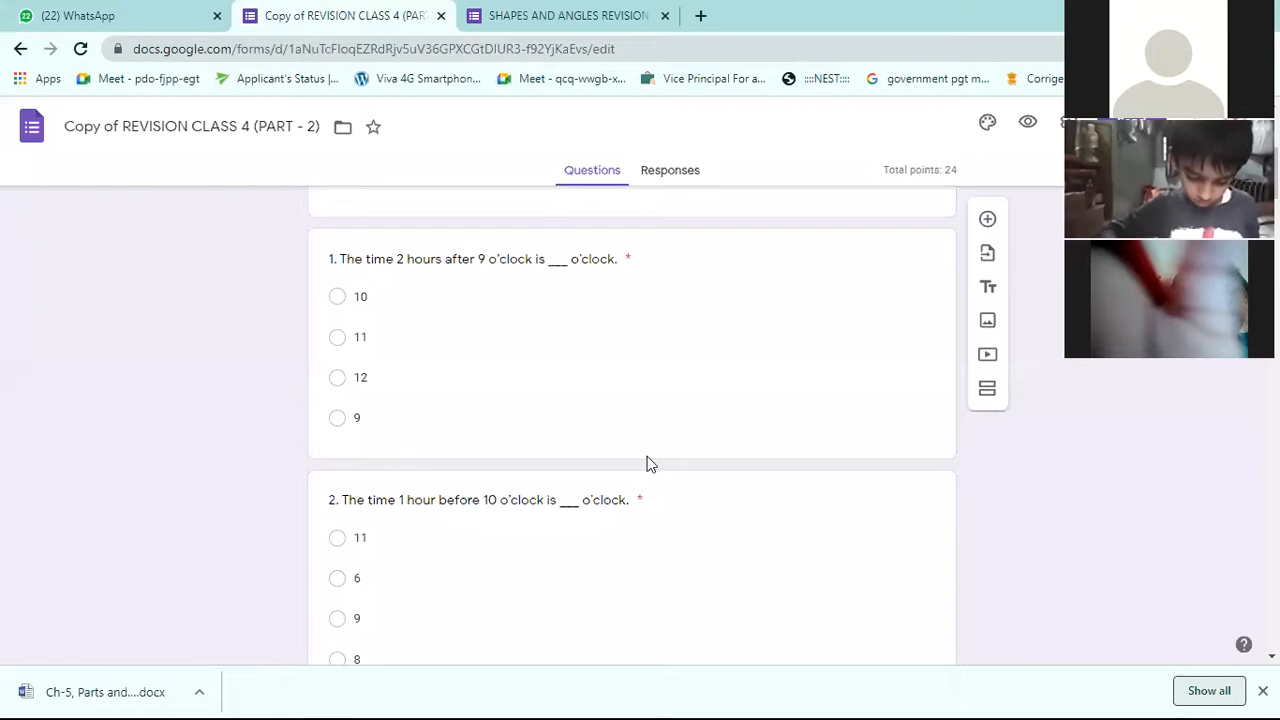 (22) WhatsApp
Copy of REVISION CLASS 4 (PAR
SHAPES AND ANGLES REVISION
docs.google.com/forms/d/1aNuTcFIoqEZRdRjv5uV36GPXCGtDIUR3-f92YjKaEvs/edit
Apps
Meet - pdo-fjpp-egt
Applicant's Status |...
Viva 4G Smartphon...
Meet - qcq-wwgb-x...
Vice Principal For a...
::::NEST::::
government pgt m...
Corrige
Copy of REVISION CLASS 4 (PART - 2)
Questions
Responses
Total points: 24
1. The time 2 hours after 9 o'clock is ___ o'clock. *
10
11
12
9
2. The time 1 hour before 10 o'clock is ___ o'clock. *
11
6
9
8
Ch-5, Parts and....docx
Show all